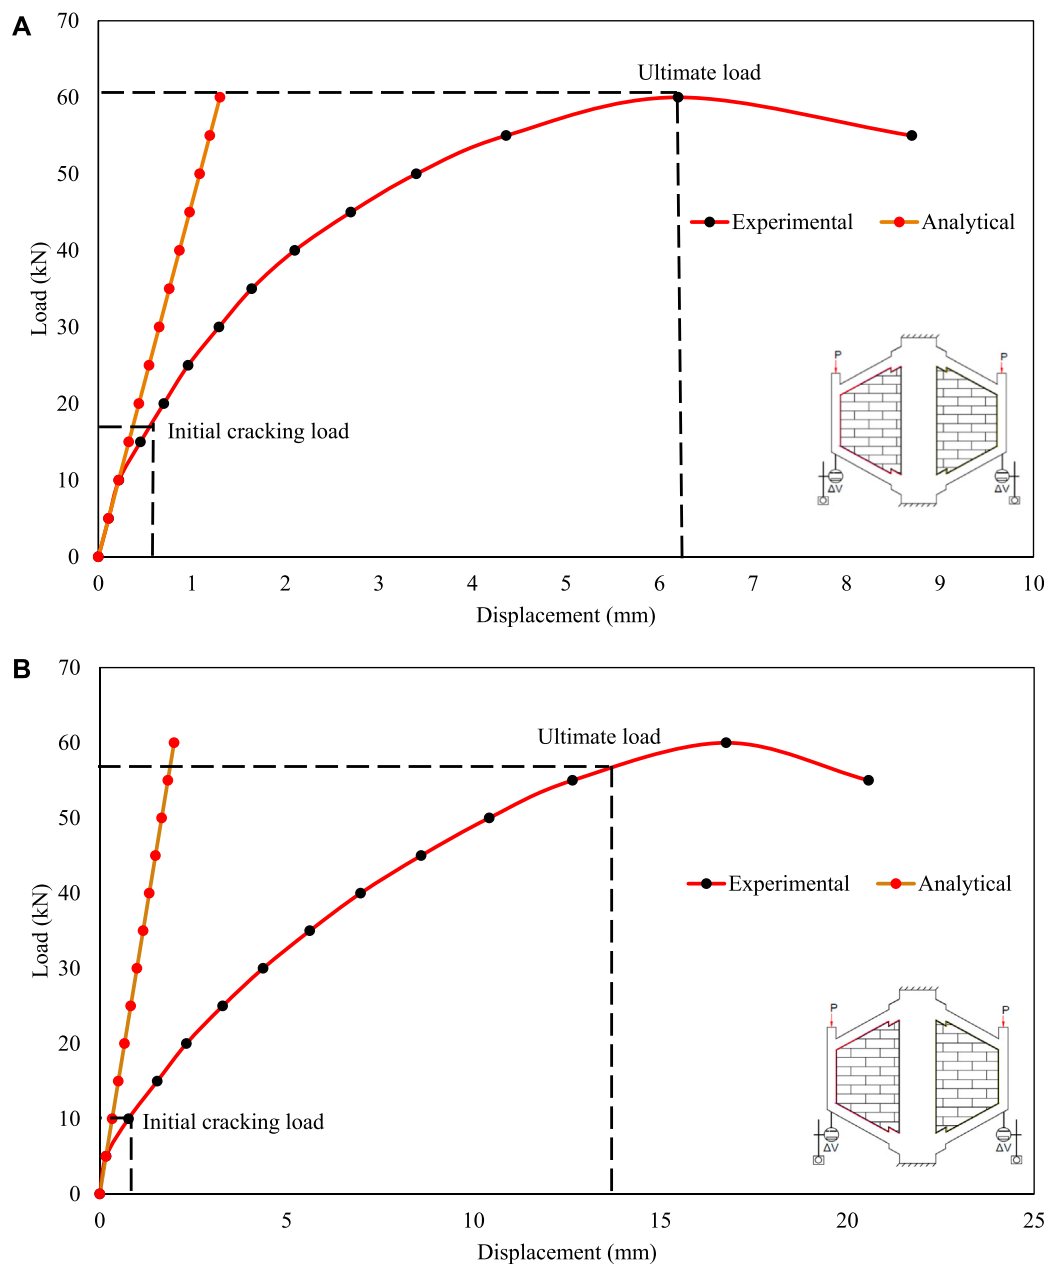 A
70
60
50
40
30
20
10
0
Load (kN)
Ultimate load
Experimental
Analytical
Initial cracking load
P
P
ΔV
ΔV
0 1 2 3 4 5 6 7 8 9 10
Displacement (mm)
B
70
60
50
40
30
20
10
0
Load (kN)
Ultimate load
Experimental
Analytical
Initial cracking load
P
P
ΔV
ΔV
0 5 10 15 20 25
Displacement (mm)